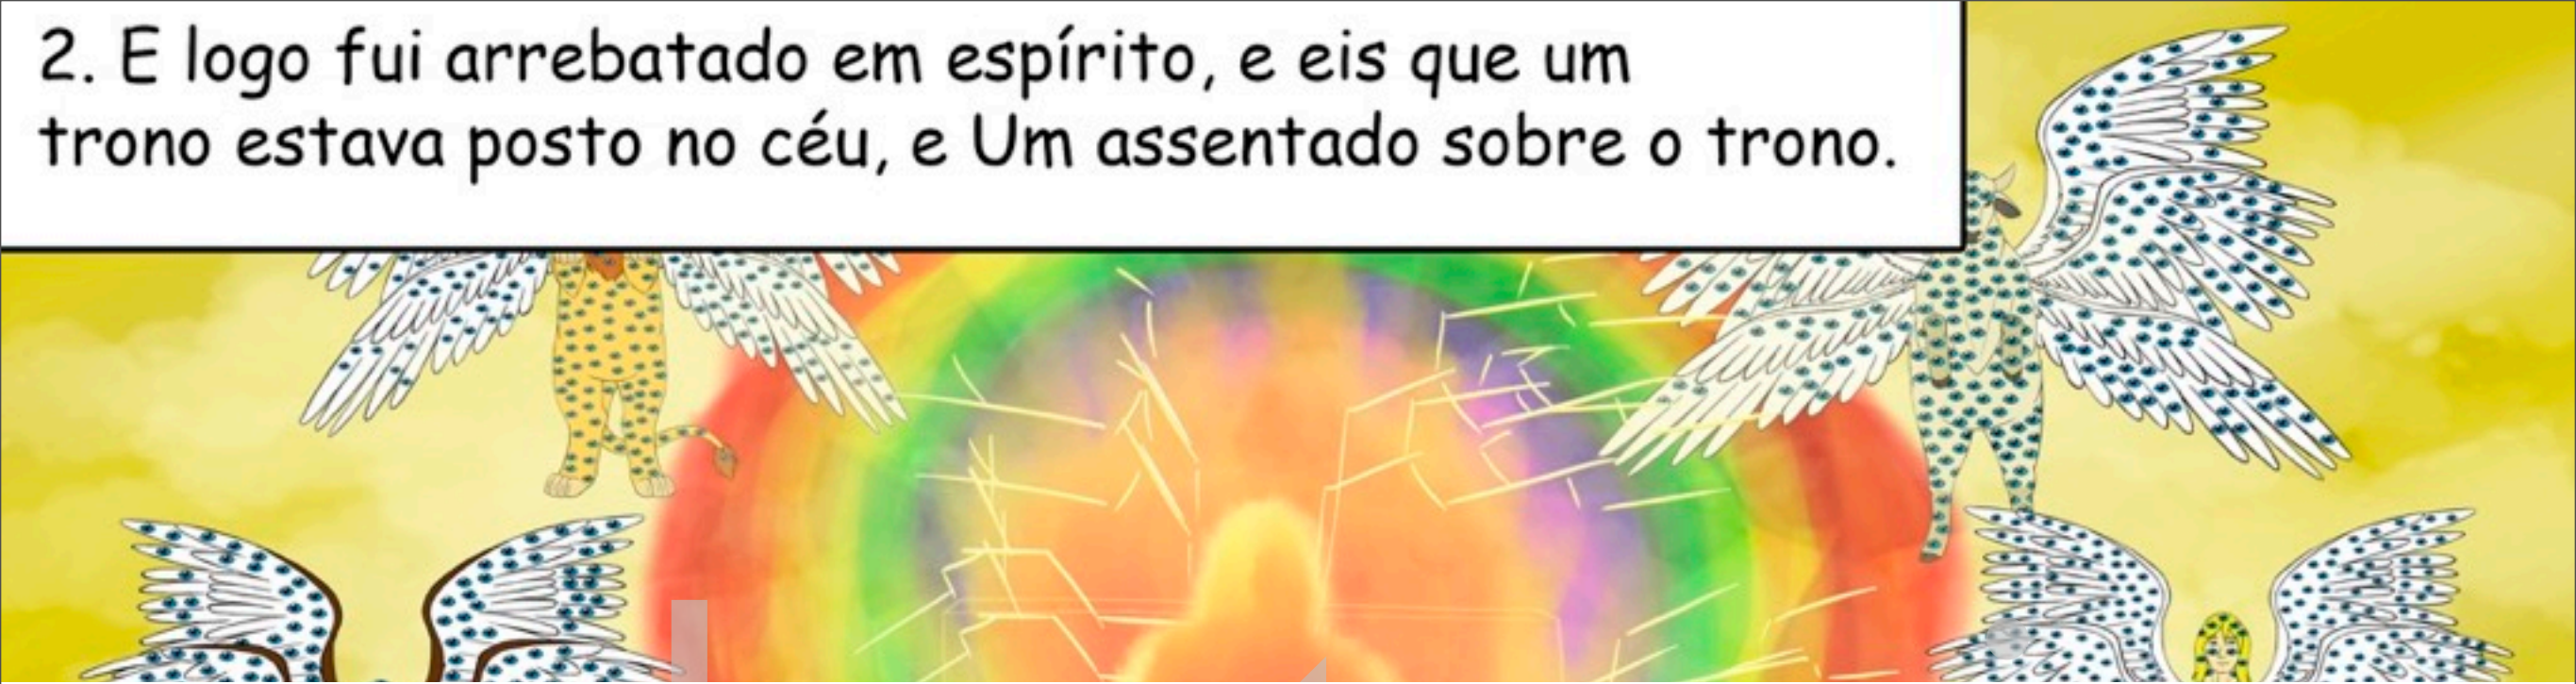 2. E logo fui arrebatado em espírito, e eis que um
trono estava posto no céu, e Um assentado sobre o trono.